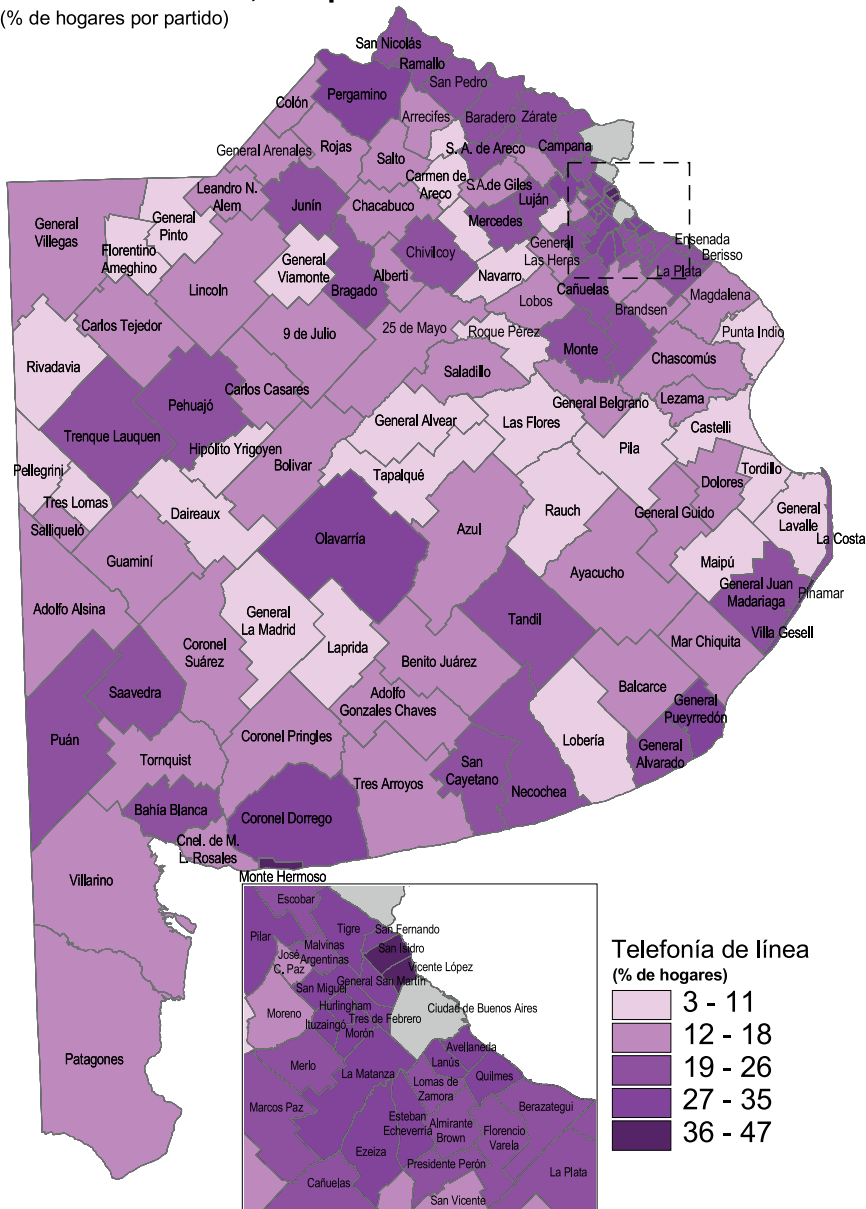 (% de hogares por partido)
San Nicolás
Ramallo
San Pedro
Pergamino
Colón
Arrecifes
Baradero
Zárate
General Arenales
Rojas
Salto
S. A. de Areco
Campana
Carmen de
Areco
S.A.de Giles
Luján
Leandro N.
Alem
Junín
Chacabuco
Mercedes
General
Villegas
General
Pinto
Florentino
Ameghino
General
Viamonte
Chivilcoy
General
Las Heras
Ensenada
Berisso
La Plata
Bragado
Alberti
Navarro
Cañuelas
Lincoln
Lobos
Brandsen
Magdalena
Carlos Tejedor
9 de Julio
25 de Mayo
Roque Pérez
Monte
Punta Indio
Chascomús
Rivadavia
Saladillo
Pehuajó
Carlos Casares
General Belgrano
Lezama
Trenque Lauquen
General Alvear
Las Flores
Castelli
Hipólito Yrigoyen
Pila
Bolivar
Pellegrini
Tapalqué
Tordillo
Tres Lomas
Dolores
Daireaux
Rauch
General Guido
General
Lavalle
Salliqueló
Olavarría
Azul
La Costa
Guaminí
Ayacucho
Maipú
General Juan
Madariaga
Pinamar
Adolfo Alsina
General
La Madrid
Tandil
Villa Gesell
Coronel
Suárez
Laprida
Mar Chiquita
Benito Juárez
Saavedra
Adolfo
Gonzales Chaves
Balcarce
General
Pueyrredón
Puán
Coronel Pringles
Lobería
General
Alvarado
Tornquist
San
Cayetano
Tres Arroyos
Necochea
Bahía Blanca
Coronel Dorrego
Cnel. de M.
L. Rosales
Villarino
Monte Hermoso
Patagones
Escobar
Pilar
Tigre
San Fernando
Malvinas
Argentinas
San Isidro
José
C. Paz
Vicente López
General San Martín
San Miguel
Hurlingham
Ciudad de Buenos Aires
Moreno
Ituzaingó
Tres de Febrero
Morón
Avellaneda
Merlo
Lanús
La Matanza
Quilmes
Lomas de
Zamora
Marcos Paz
Berazategui
Esteban
Echeverría
Almirante
Brown
Florencio
Varela
Ezeiza
Presidente Perón
La Plata
Cañuelas
San Vicente
Telefonía de línea
(% de hogares)
3 - 11
12 - 18
19 - 26
27 - 35
36 - 47